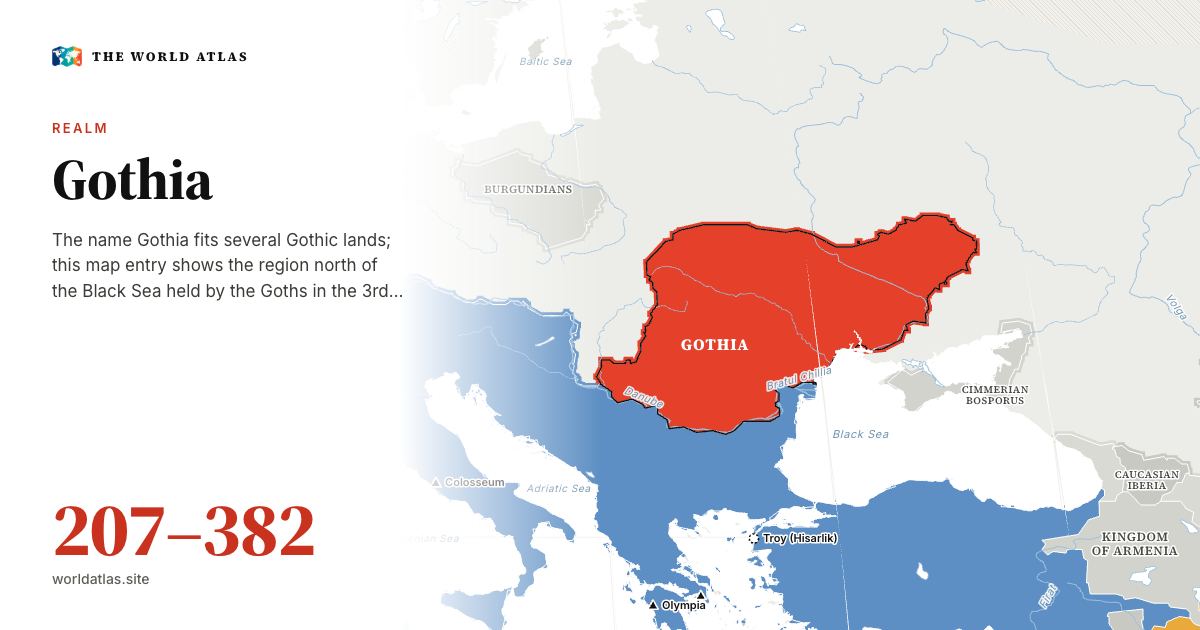 THE WORLD ATLAS
REALM
Gothia
The name Gothia fits several Gothic lands;
this map entry shows the region north of
the Black Sea held by the Goths in the 3rd...
207–382
worldatlas.site
Baltic Sea
BURGUNDIANS
GOTHIA
Volga
Bratul Chilia
Danube
CIMMERIAN
BOSPORUS
Black Sea
CAUCASIAN
IBERIA
Colosseum
Adriatic Sea
Troy (Hisarlik)
KINGDOM
OF ARMENIA
Sea
Olympia
Firat